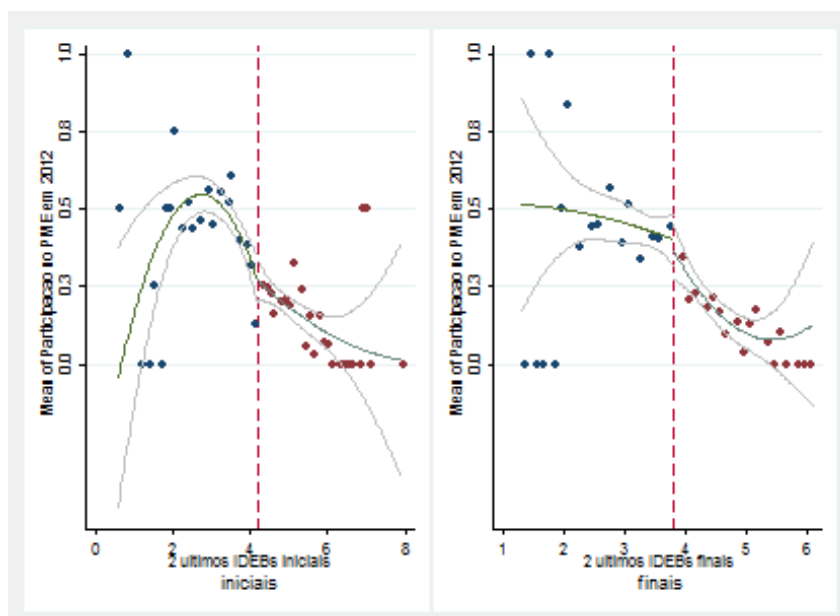 Mean of Participacao no PME em 2012
1.0
0.8
0.5
0.3
0.0
0 2 4 6 8
2 ultimos IDEBs iniciais
iniciais
Mean of Participacao no PME em 2012
1.0
0.8
0.5
0.3
0.0
1 2 3 4 5 6
2 ultimos IDEBs finais
finais